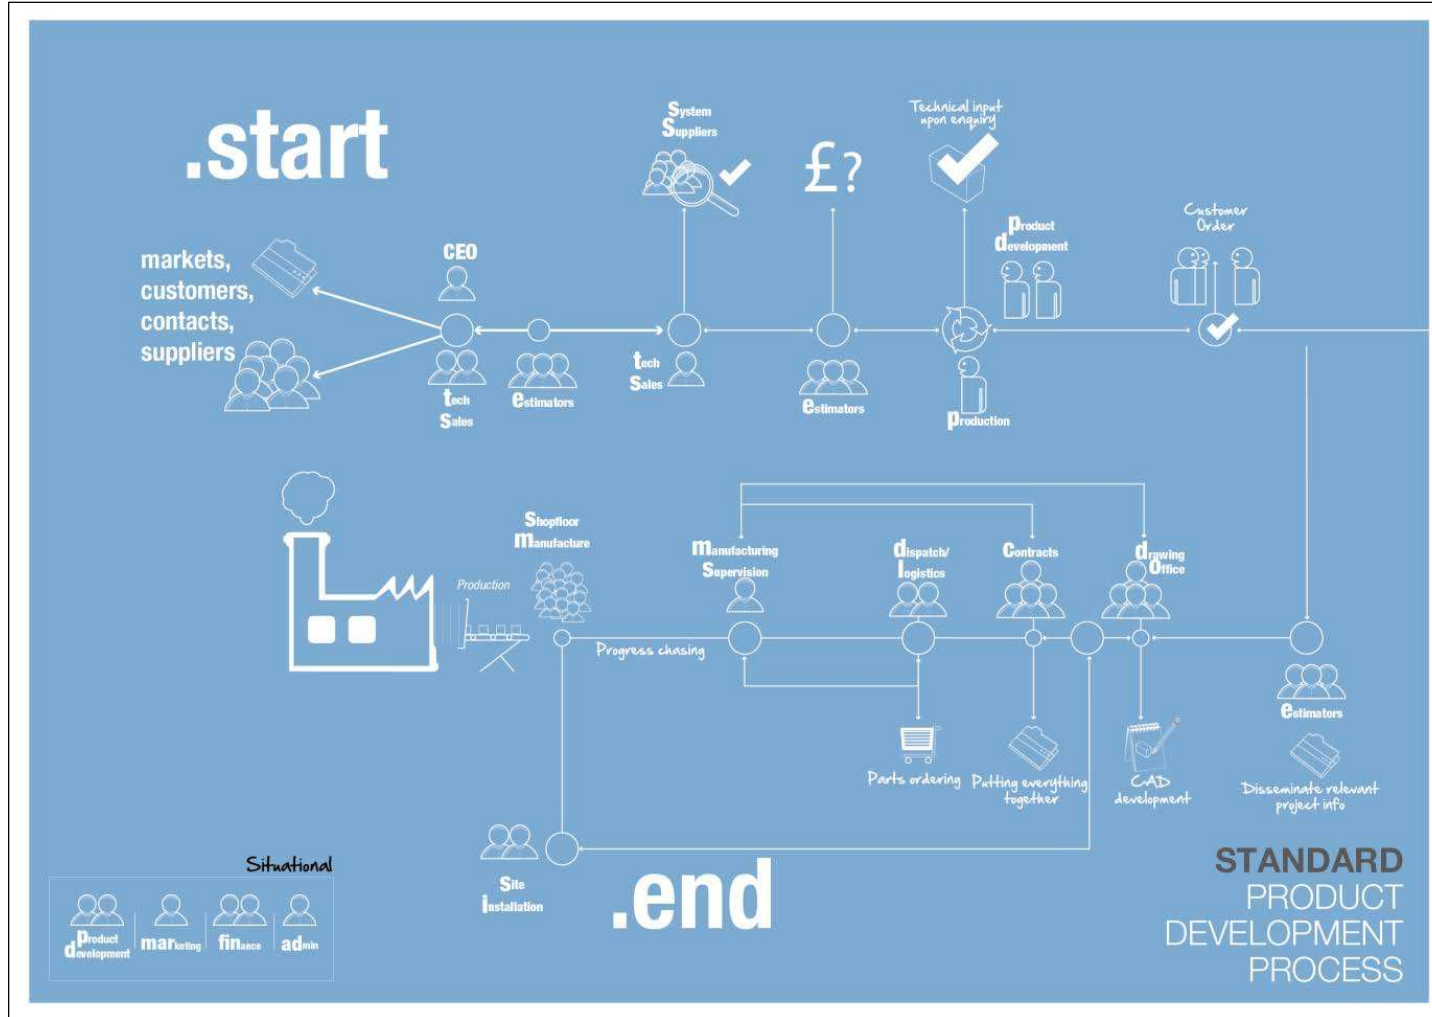 .start
markets,
customers,
contacts,
suppliers
CEO
tech
Sales
estimators
System
Suppliers
tech
Sales
£?
estimators
Technical input
upon enquiry
Product
development
Production
Customer
Order
Production
Shopfloor
manufacture
Progress chasing
manufacturing
Supervision
dispatch/
logistics
Contracts
drawing
Office
Parts ordering
Putting everything
together
CAD
development
estimators
Disseminate relevant
project info
Site
installation
.end
Situational
Product
development
marketing
finance
admin
STANDARD
PRODUCT
DEVELOPMENT
PROCESS